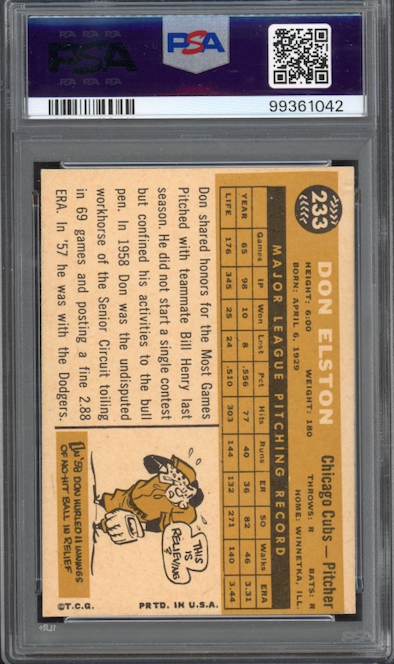 PSA
PSA
99361042
233
DON ELSTON
Chicago Cubs — Pitcher
HEIGHT: 6:00 WEIGHT: 180 THROWS: R BATS: R
BORN: APRIL 6, 1929 HOME: WINNETKA, ILL.
MAJOR LEAGUE PITCHING RECORD
Games IP Won Lost Pct Hits Runs ER SO Walks ERA
YEAR 65 98 10 8 .556 77 40 36 82 46 3.31
LIFE 176 345 25 24 .510 303 144 132 271 140 3.44
Don shared honors for the Most Games
Pitched with teammate Bill Henry last
season. He did not start a single contest
but confined his activities to the bull
pen. In 1958 Don was the undisputed
workhorse of the Senior Circuit toiling
in 69 games and posting a fine 2.88
ERA. In '57 he was with the Dodgers.
THIS
IS
RELIEVING!
IN '58 DON HURLED 11 INNINGS
OF NO-HIT BALL IN RELIEF
©T.C.G. PRTD. IN U.S.A.
PSA